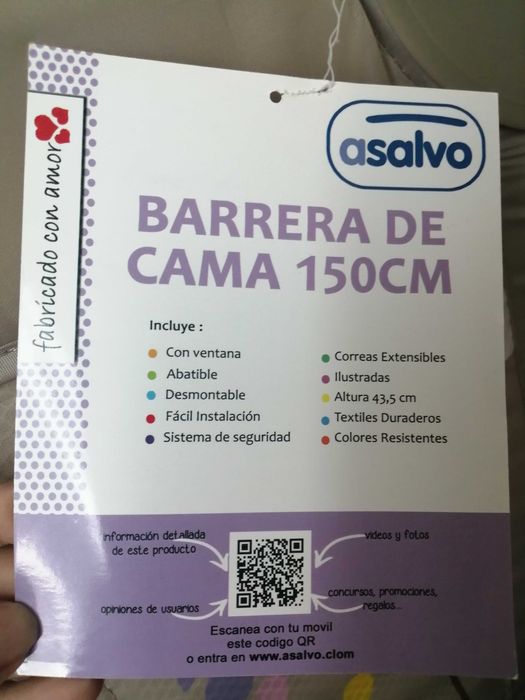 fabricado con amor
asalvo
BARRERA DE
CAMA 150CM
Incluye :
Con ventana
Abatible
Desmontable
Fácil Instalación
Sistema de seguridad
Correas Extensibles
Ilustradas
Altura 43,5 cm
Textiles Duraderos
Colores Resistentes
información detallada
de este producto
videos y fotos
opiniones de usuarios
concursos, promociones,
regalos...
Escanea con tu movil
este codigo QR
o entra en www.asalvo.clom